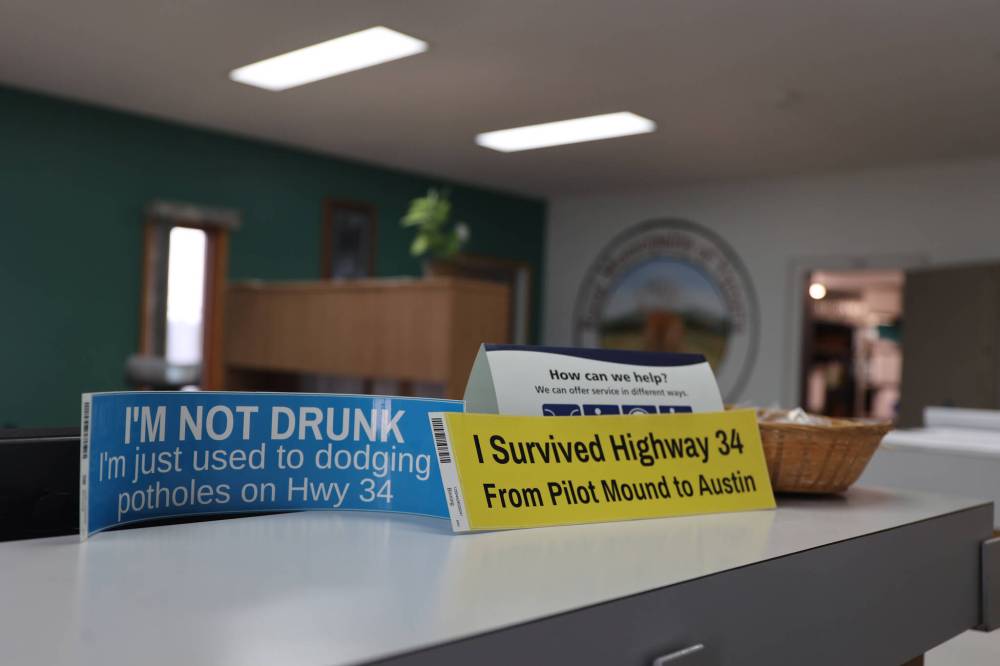 How can we help?
We can offer service in different ways.
I'M NOT DRUNK
I'm just used to dodging
potholes on Hwy 34
I Survived Highway 34
From Pilot Mound to Austin